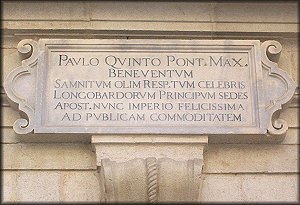 PAVLO QVINTO PONT. MAX.
BENEVENTVM
SAMNITVM OLIM RESP. TVM CELEBRIS
LONGOBARDORVM PRINCIPVM SEDES
APOST. NVNC IMPERIO FELICISSIMA
AD PVBLICAM COMMODITATEM